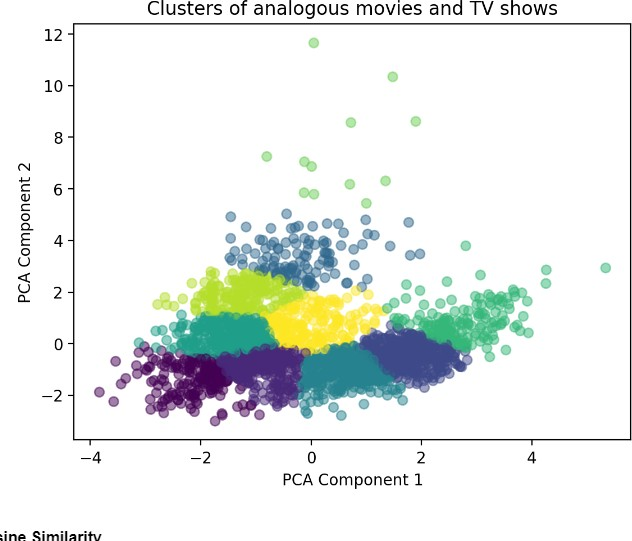 Clusters of analogous movies and TV shows
12
10
8
6
4
2
0
−2
PCA Component 2
−4 −2 0 2 4
PCA Component 1
Similarity